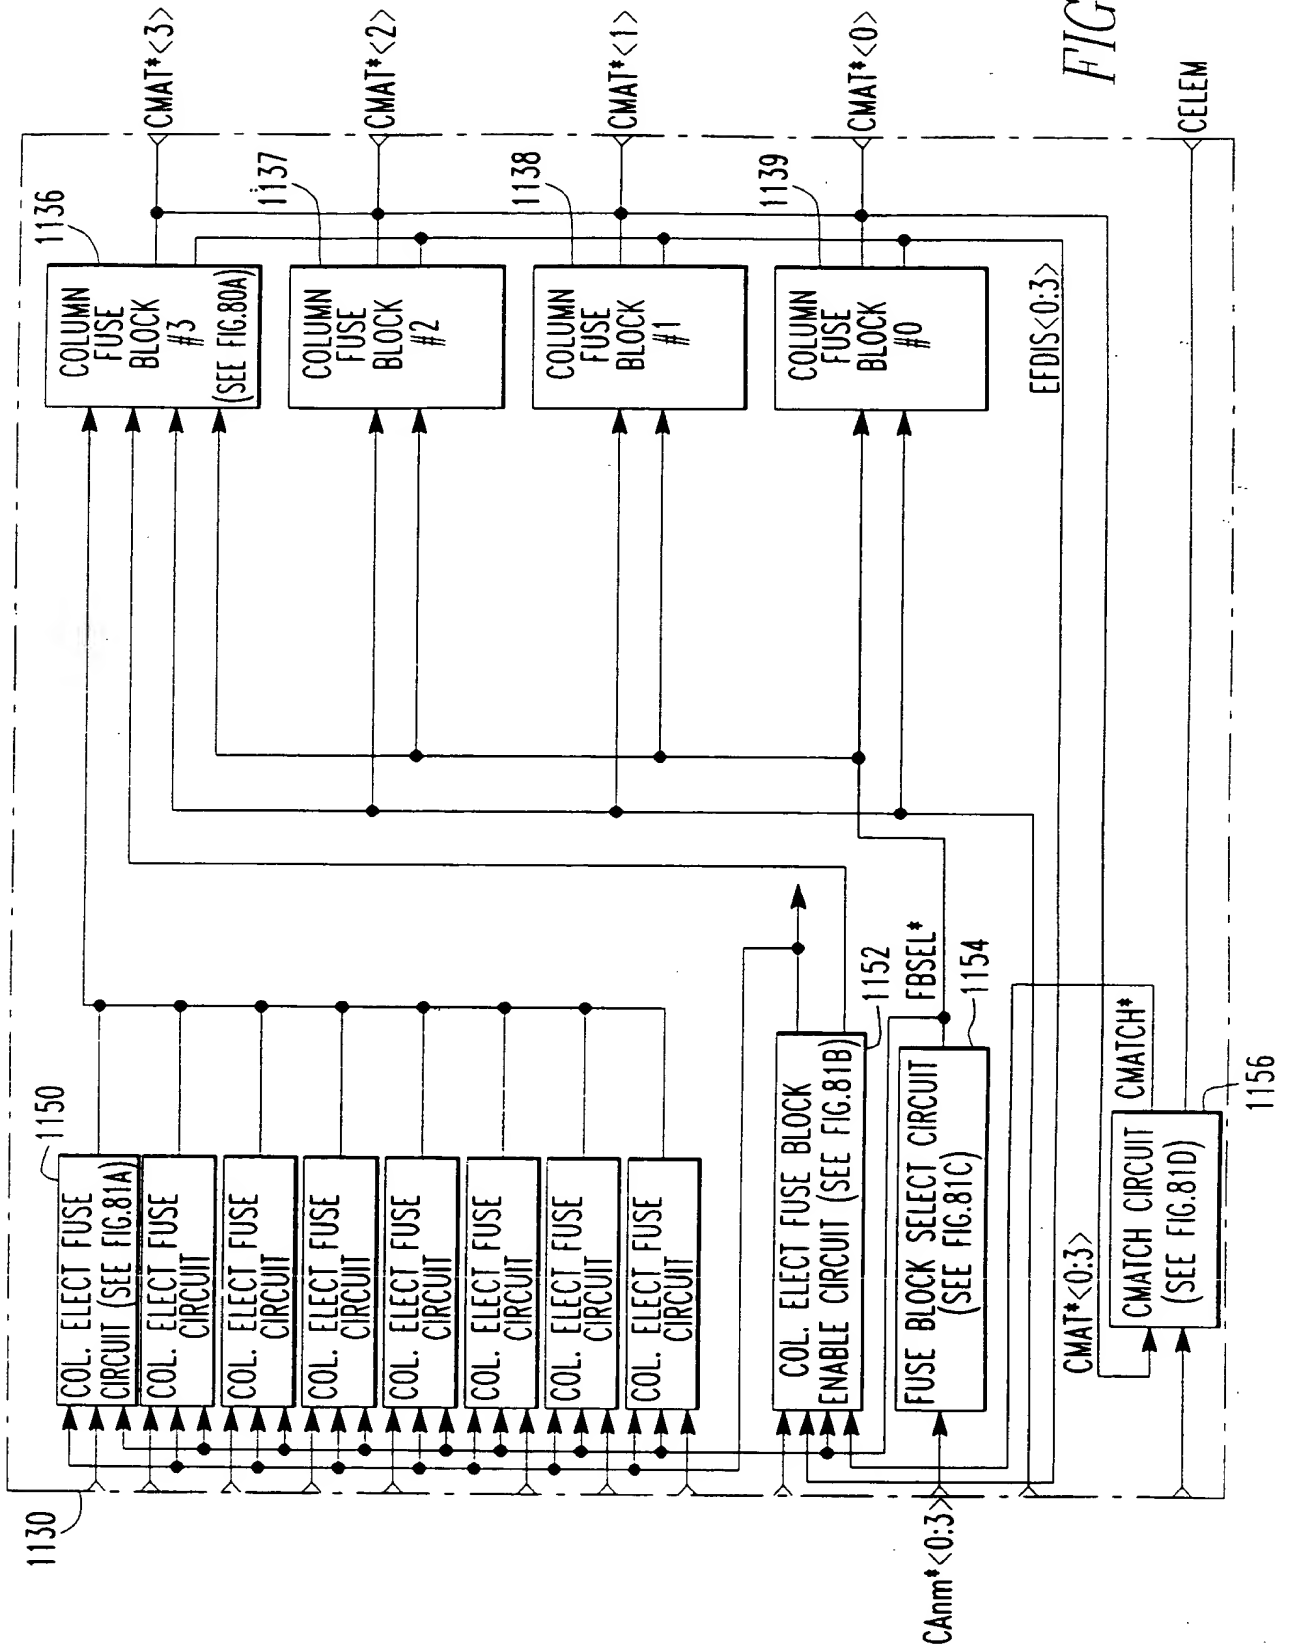 1130
1150
COL. ELECT FUSE
CIRCUIT (SEE FIG.81A)
COL. ELECT FUSE
CIRCUIT
COL. ELECT FUSE
CIRCUIT
COL. ELECT FUSE
CIRCUIT
COL. ELECT FUSE
CIRCUIT
COL. ELECT FUSE
CIRCUIT
COL. ELECT FUSE
CIRCUIT
COL. ELECT FUSE
CIRCUIT
COL. ELECT FUSE BLOCK
ENABLE CIRCUIT (SEE FIG.81B)
1152
FBSEL*
FUSE BLOCK SELECT CIRCUIT
(SEE FIG.81C)
1154
CAnm*<0:3>
CMAT*<0:3>
CMATCH*
CMATCH CIRCUIT
(SEE FIG.81D)
1156
1136
COLUMN
FUSE
BLOCK
#3
(SEE FIG.80A)
CMAT*<3>
1137
COLUMN
FUSE
BLOCK
#2
CMAT*<2>
1138
COLUMN
FUSE
BLOCK
#1
CMAT*<1>
1139
COLUMN
FUSE
BLOCK
#0
CMAT*<0>
EFDIS<0:3>
CELEM
FIG